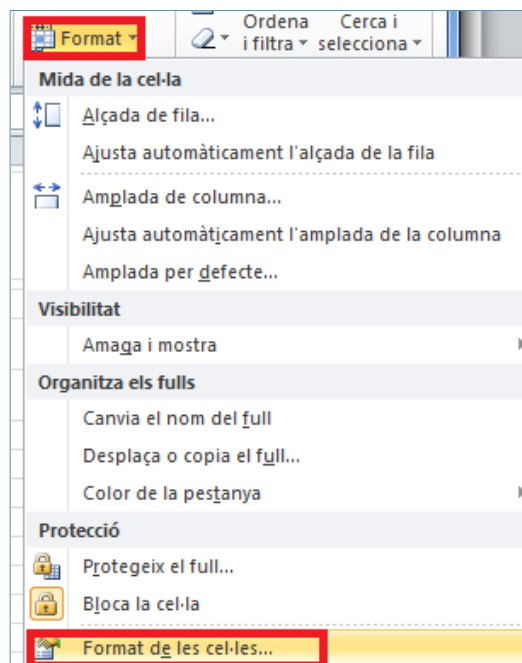 Format
Ordena Cerca i
i filtra selecciona
Mida de la cel·la
Alçada de fila...
Ajusta automàticament l'alçada de la fila
Amplada de columna...
Ajusta automàticament l'amplada de la columna
Amplada per defecte...
Visibilitat
Amaga i mostra
Organitza els fulls
Canvia el nom del full
Desplaça o copia el full...
Color de la pestanya
Protecció
Protegeix el full...
Bloca la cel·la
Format de les cel·les...